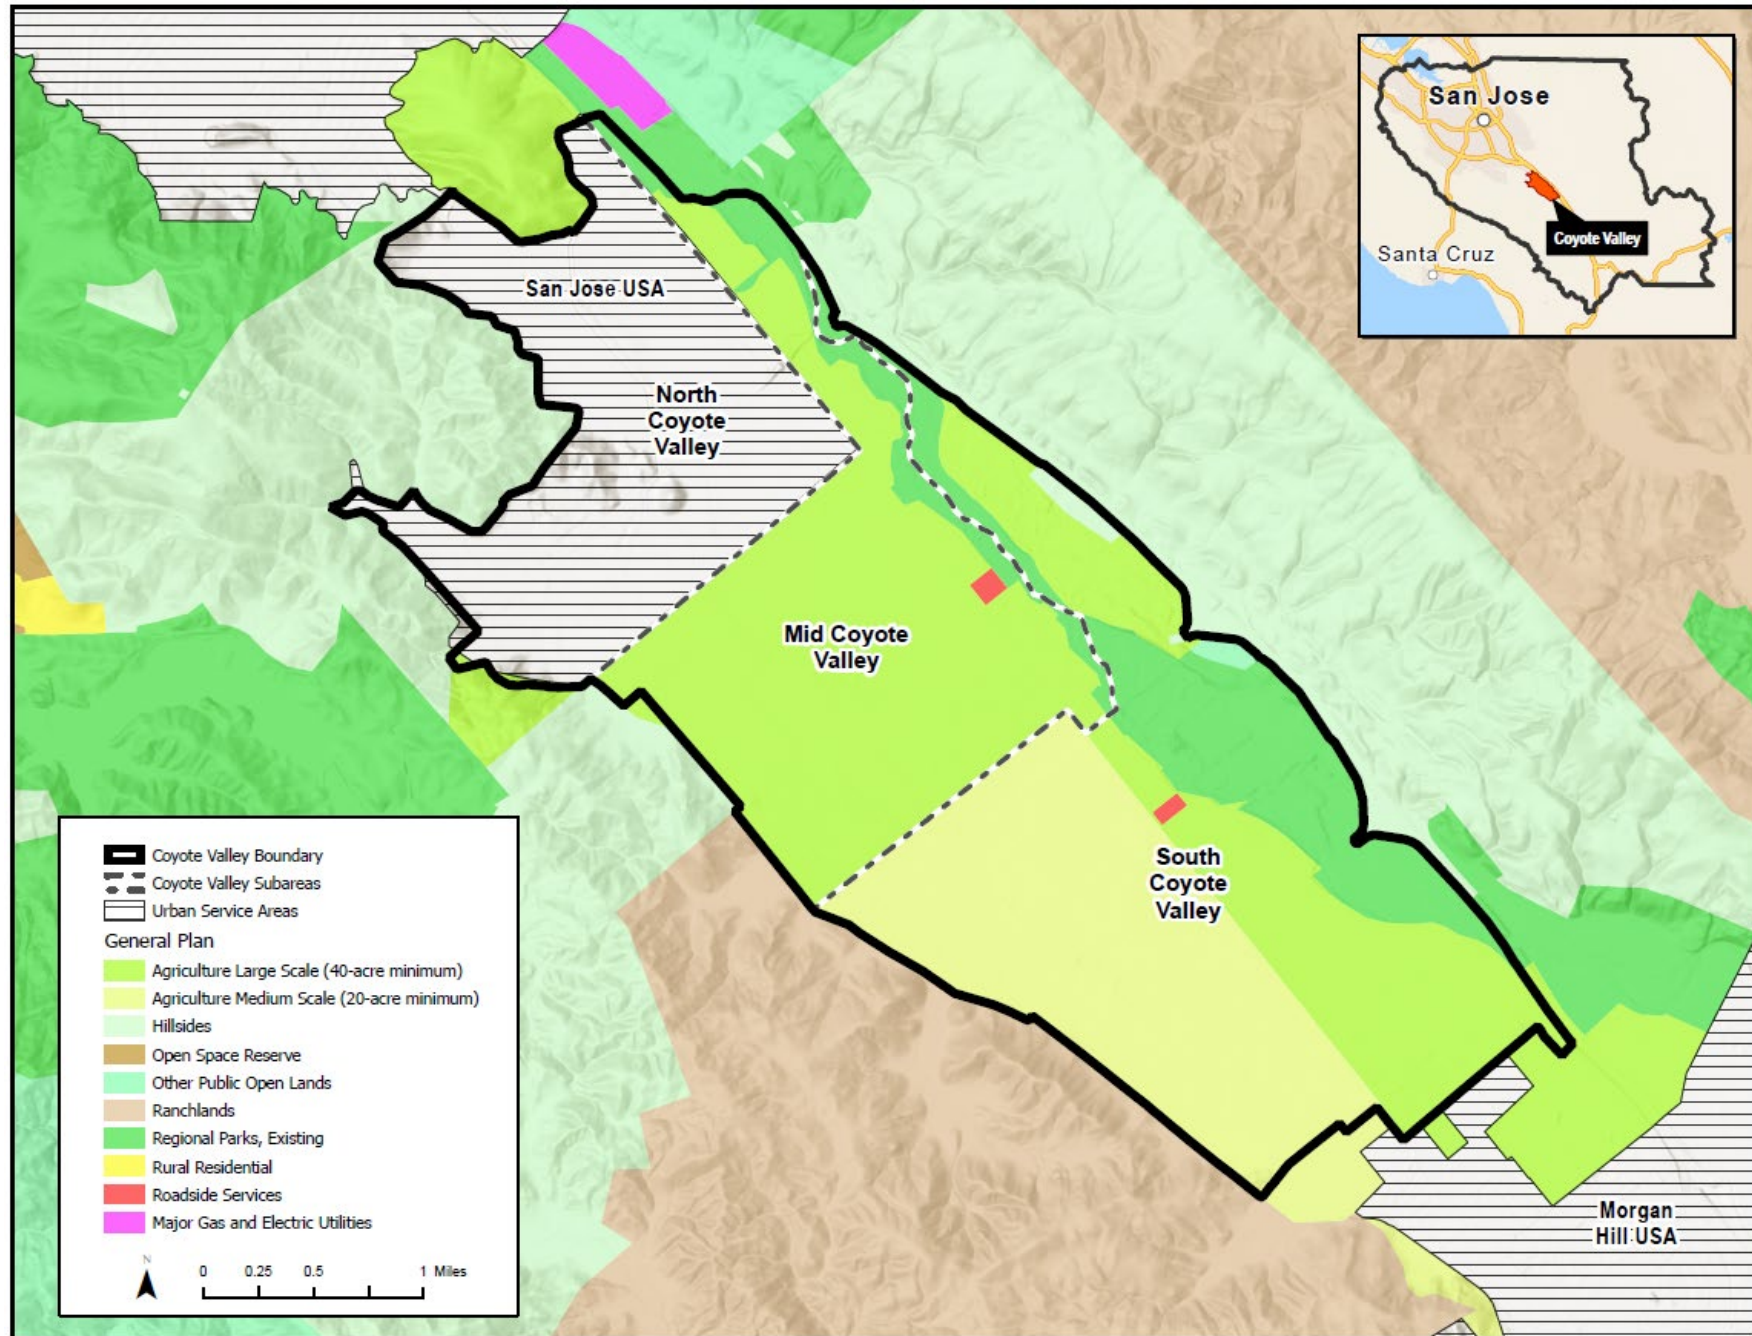 San Jose
Santa Cruz
Coyote Valley
San Jose USA
North
Coyote
Valley
Mid Coyote
Valley
South
Coyote
Valley
Morgan
Hill USA
Coyote Valley Boundary
Coyote Valley Subareas
Urban Service Areas
General Plan
Agriculture Large Scale (40-acre minimum)
Agriculture Medium Scale (20-acre minimum)
Hillsides
Open Space Reserve
Other Public Open Lands
Ranchlands
Regional Parks, Existing
Rural Residential
Roadside Services
Major Gas and Electric Utilities
N
0 0.25 0.5 1 Miles